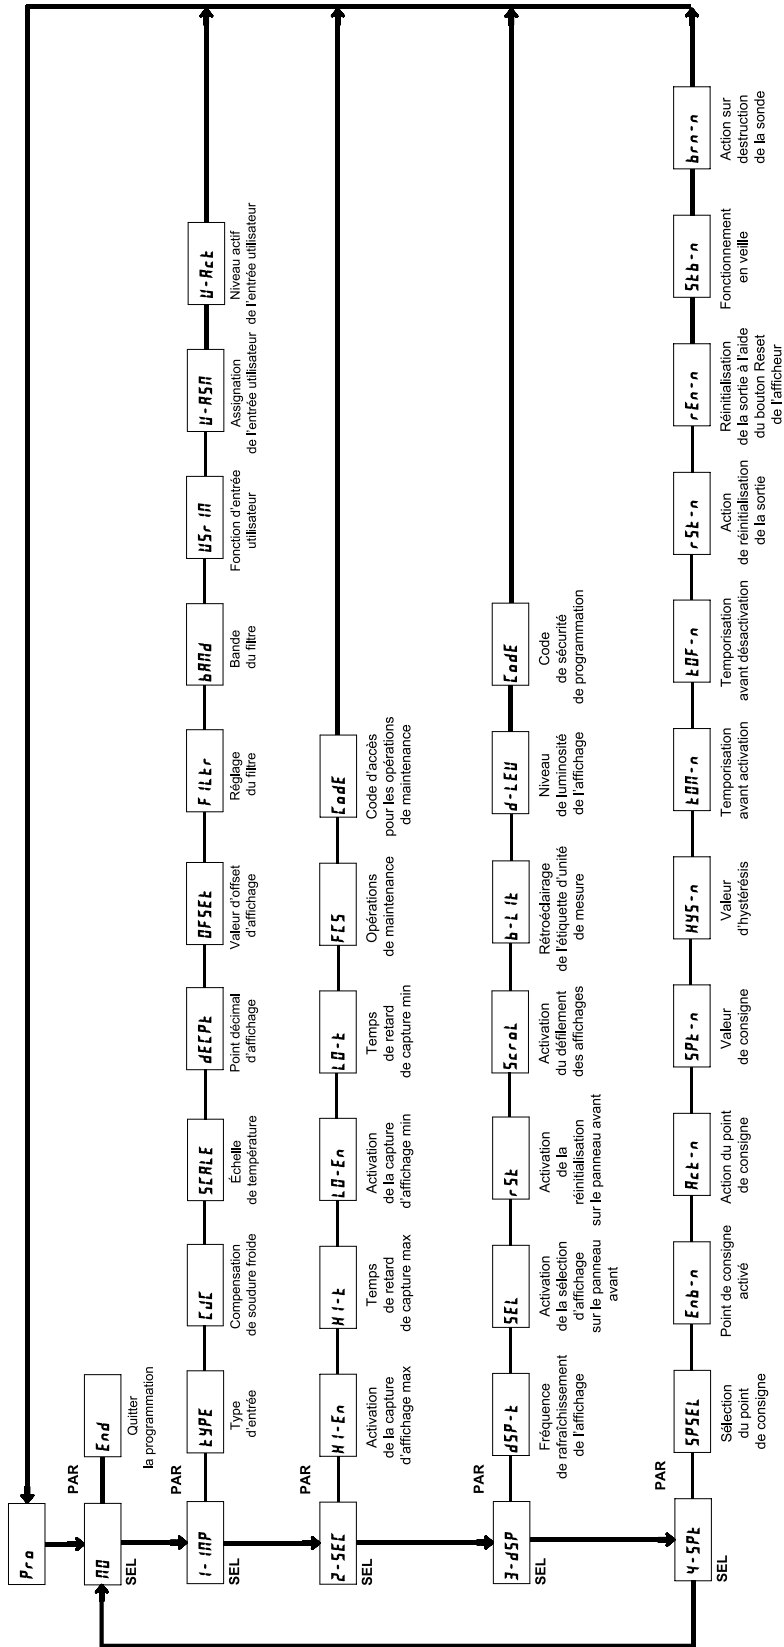 Pro
NO
SEL
PAR
End
Quitter
la programmation
1-INP
SEL
PAR
tYPE
Type
d'entrée
CJC
Compensation
de soudure froide
SCALE
Echelle
de température
dECPt
Point décimal
d'affichage
OFSEt
Valeur d'offset
d'affichage
FILtr
Réglage
du filtre
bANd
Bande
du filtre
USrIN
Fonction d'entrée
utilisateur
U-ASN
Assignation
de l'entrée utilisateur
U-Act
Niveau actif
de l'entrée utilisateur
2-SEC
SEL
PAR
HI-En
Activation
de la capture
d'affichage max
HI-t
Temps
de retard
de capture max
LO-En
Activation
de la capture
d'affichage min
LO-t
Temps
de retard
de capture min
FCS
Opérations
de maintenance
CodE
Code d'accès
pour les opérations
de maintenance
3-dSP
SEL
PAR
dSP-t
Fréquence
de rafraîchissement
de l'affichage
SEL
Activation
de la sélection
d'affichage
sur le panneau
avant
rSt
Activation
de la
réinitialisation
sur le panneau avant
ScroL
Activation
du défilement
des affichages
b-LIt
Rétroéclairage
de l'étiquette d'unité
de mesure
d-LEV
Niveau
de luminosité
de l'affichage
CodE
Code
de sécurité
de programmation
4-SPt
SEL
PAR
SPSEL
Sélection
du point
de consigne
Enb-n
Point de consigne
activé
Act-n
Action du point
de consigne
SPt-n
Valeur
de consigne
HYS-n
Valeur
d'hystérésis
tON-n
Temporisation
avant activation
tOF-n
Temporisation
avant désactivation
rSt-n
Action
de réinitialisation
de la sortie
rEn-n
Réinitialisation
de la sortie à l'aide
du bouton Reset
de l'afficheur
Stb-n
Fonctionnement
en veille
brn-n
Action sur
destruction
de la sonde